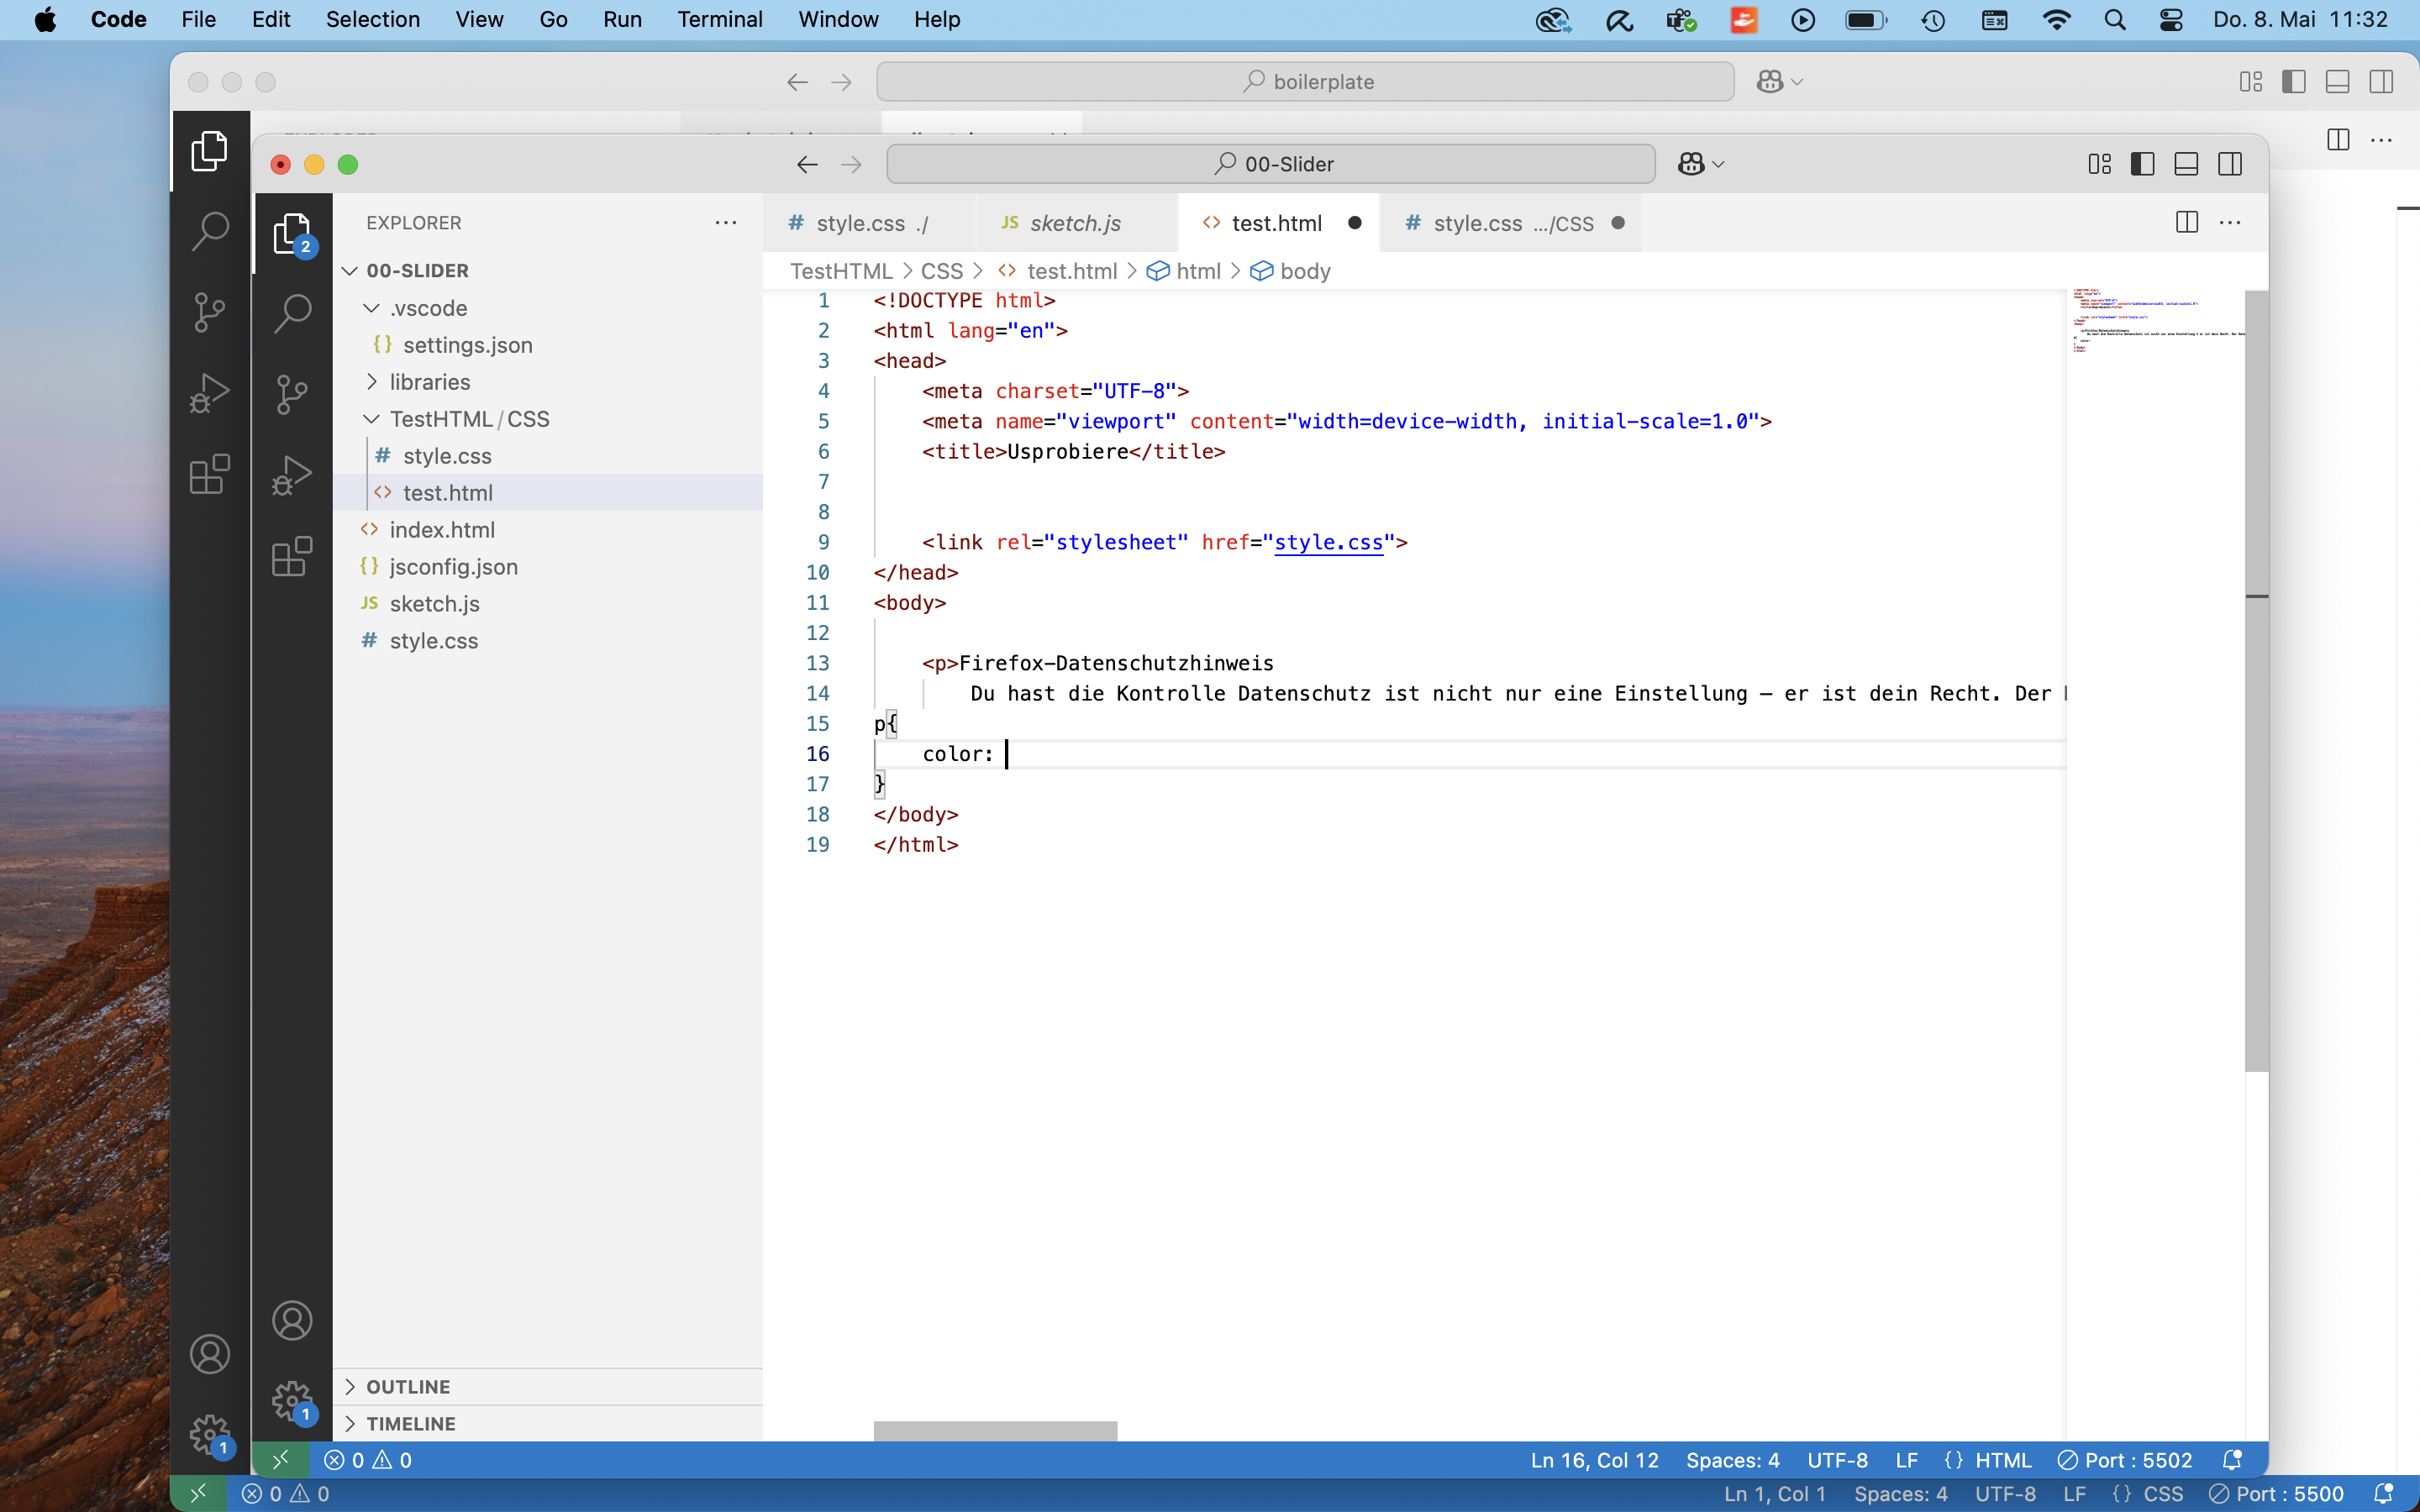 Code File Edit Selection View Go Run Terminal Window Help Do. 8. Mai 11:32
boilerplate
00-Slider
EXPLORER
2
style.css ./
JS sketch.js
test.html
style.css .../CSS
TestHTML > CSS > test.html > html > body
00-SLIDER
.vscode
settings.json
libraries
TestHTML/CSS
style.css
test.html
index.html
jsconfig.json
JS sketch.js
style.css
1 <!DOCTYPE html>
2 <html lang="en">
3 <head>
4 <meta charset="UTF-8">
5 <meta name="viewport" content="width=device-width, initial-scale=1.0">
6 <title>Usprobiere</title>
7
8
9 <link rel="stylesheet" href="style.css">
10 </head>
11 <body>
12
13 <p>Firefox-Datenschutzhinweis
14 Du hast die Kontrolle Datenschutz ist nicht nur eine Einstellung – er ist dein Recht. Der
15 p{
16 color:
17 }
18 </body>
19 </html>
OUTLINE
TIMELINE
1
1
0 0 Ln 16, Col 12 Spaces: 4 UTF-8 LF {} HTML Port : 5502
0 0 Ln 1, Col 1 Spaces: 4 UTF-8 LF {} CSS Port : 5500